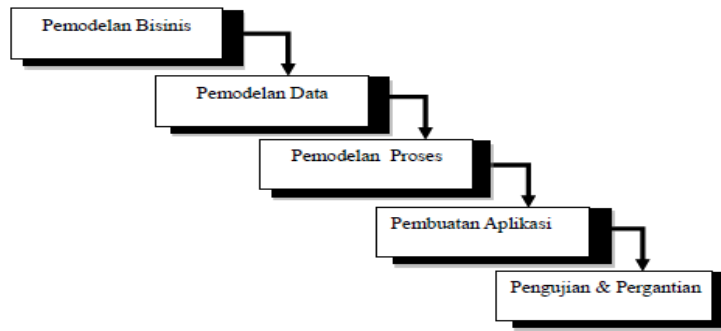 Pemodelan Bisinis
Pemodelan Data
Pemodelan Proses
Pembuatan Aplikasi
Pengujian & Pergantian